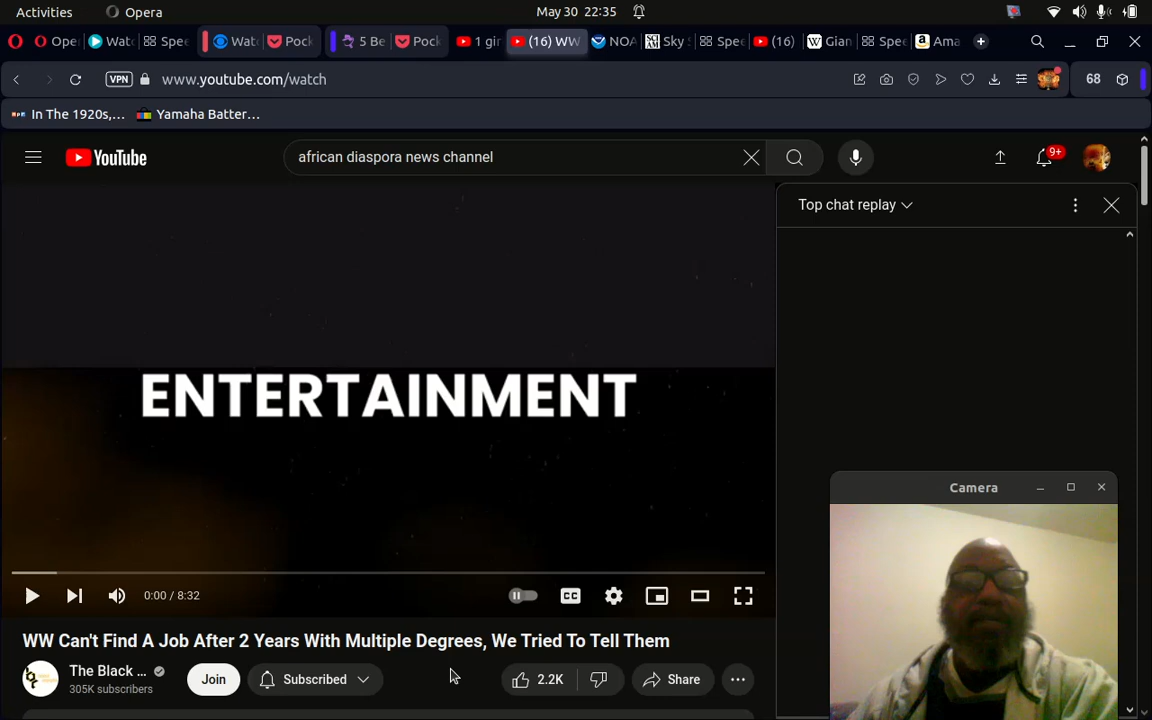 Activities
Opera
May 30 22:35
Ope
Wat
Spe
Wat
Pock
5 Be
Pock
1 gir
(16) WW
NOA
Sky S
Spe
(16)
Gian
Spe
Ama
VPN
www.youtube.com/watch
68
In The 1920s,...
Yamaha Batter...
YouTube
african diaspora news channel
9+
Top chat replay
ENTERTAINMENT
Camera
0:00 / 8:32
CC
WW Can't Find A Job After 2 Years With Multiple Degrees, We Tried To Tell Them
The Black ...
305K subscribers
Join
Subscribed
2.2K
Share